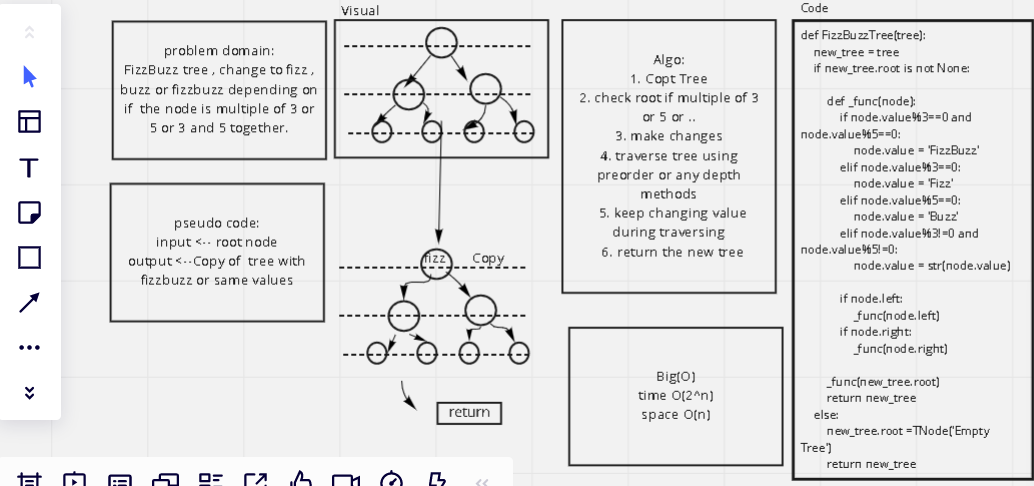 problem domain:
FizzBuzz tree , change to fizz ,
buzz or fizzbuzz depending on
if the node is multiple of 3 or
5 or 3 and 5 together.
pseudo code:
input <-- root node
output <--Copy of tree with
fizzbuzz or same values
Visual
fizz
Copy
return
Algo:
1. Copt Tree
2. check root if multiple of 3
or 5 or ..
3. make changes
4. traverse tree using
preorder or any depth
methods
5. keep changing value
during traversing
6. return the new tree
Big(O)
time O(2^n)
space O(n)
Code
def FizzBuzzTree(tree):
new_tree = tree
if new_tree.root is not None:
def _func(node):
if node.value%3==0 and
node.value%5==0:
node.value = 'FizzBuzz'
elif node.value%3==0:
node.value = 'Fizz'
elif node.value%5==0:
node.value = 'Buzz'
elif node.value%3!=0 and
node.value%5!=0:
node.value = str(node.value)
if node.left:
_func(node.left)
if node.right:
_func(node.right)
_func(new_tree.root)
return new_tree
else:
new_tree.root =TNode('Empty
Tree')
return new_tree